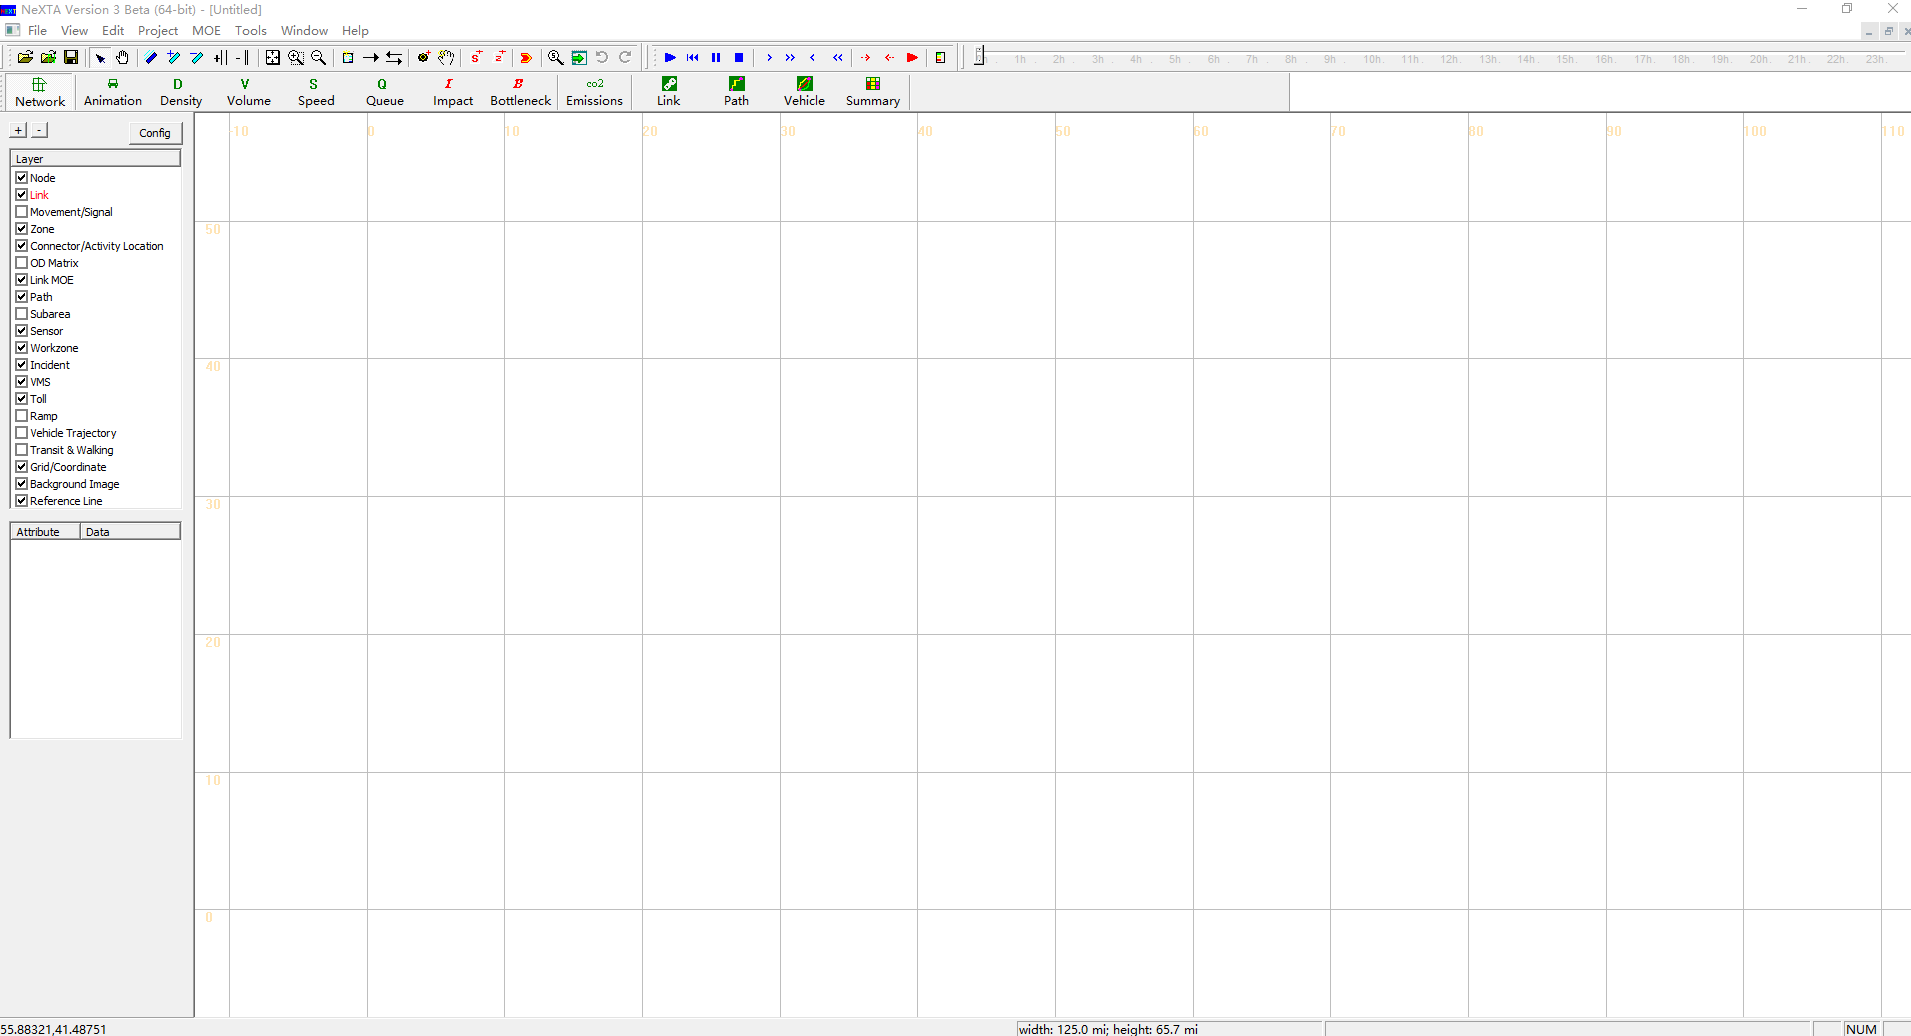 NeXTA Version 3 Beta (64-bit) - [Untitled]
File View Edit Project MOE Tools Window Help
1h. 2h. 3h. 4h. 5h. 6h. 7h. 8h. 9h. 10h. 11h. 12h. 13h. 14h. 15h. 16h. 17h. 18h. 19h. 20h. 21h. 22h. 23h.
D V S Q I B co2
Network Animation Density Volume Speed Queue Impact Bottleneck Emissions Link Path Vehicle Summary
+ - Config
10 0 10 20 30 40 50 60 70 80 90 100 110
Layer
Node
Link
Movement/Signal
Zone
50
Connector/Activity Location
OD Matrix
Link MOE
Path
Subarea
Sensor
Workzone
Incident
40
VMS
Toll
Ramp
Vehicle Trajectory
Transit & Walking
Grid/Coordinate
Background Image
Reference Line
30
Attribute Data
20
10
0
55.88321,41.48751
width: 125.0 mi; height: 65.7 mi
NUM